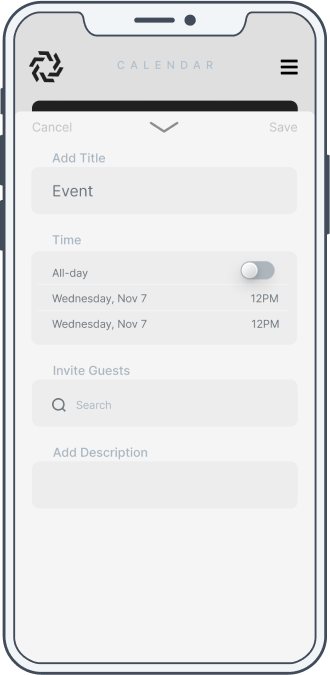 CALENDAR
Cancel
Save
Add Title
Event
Time
All-day
Wednesday, Nov 7 12PM
Wednesday, Nov 7 12PM
Invite Guests
Search
Add Description